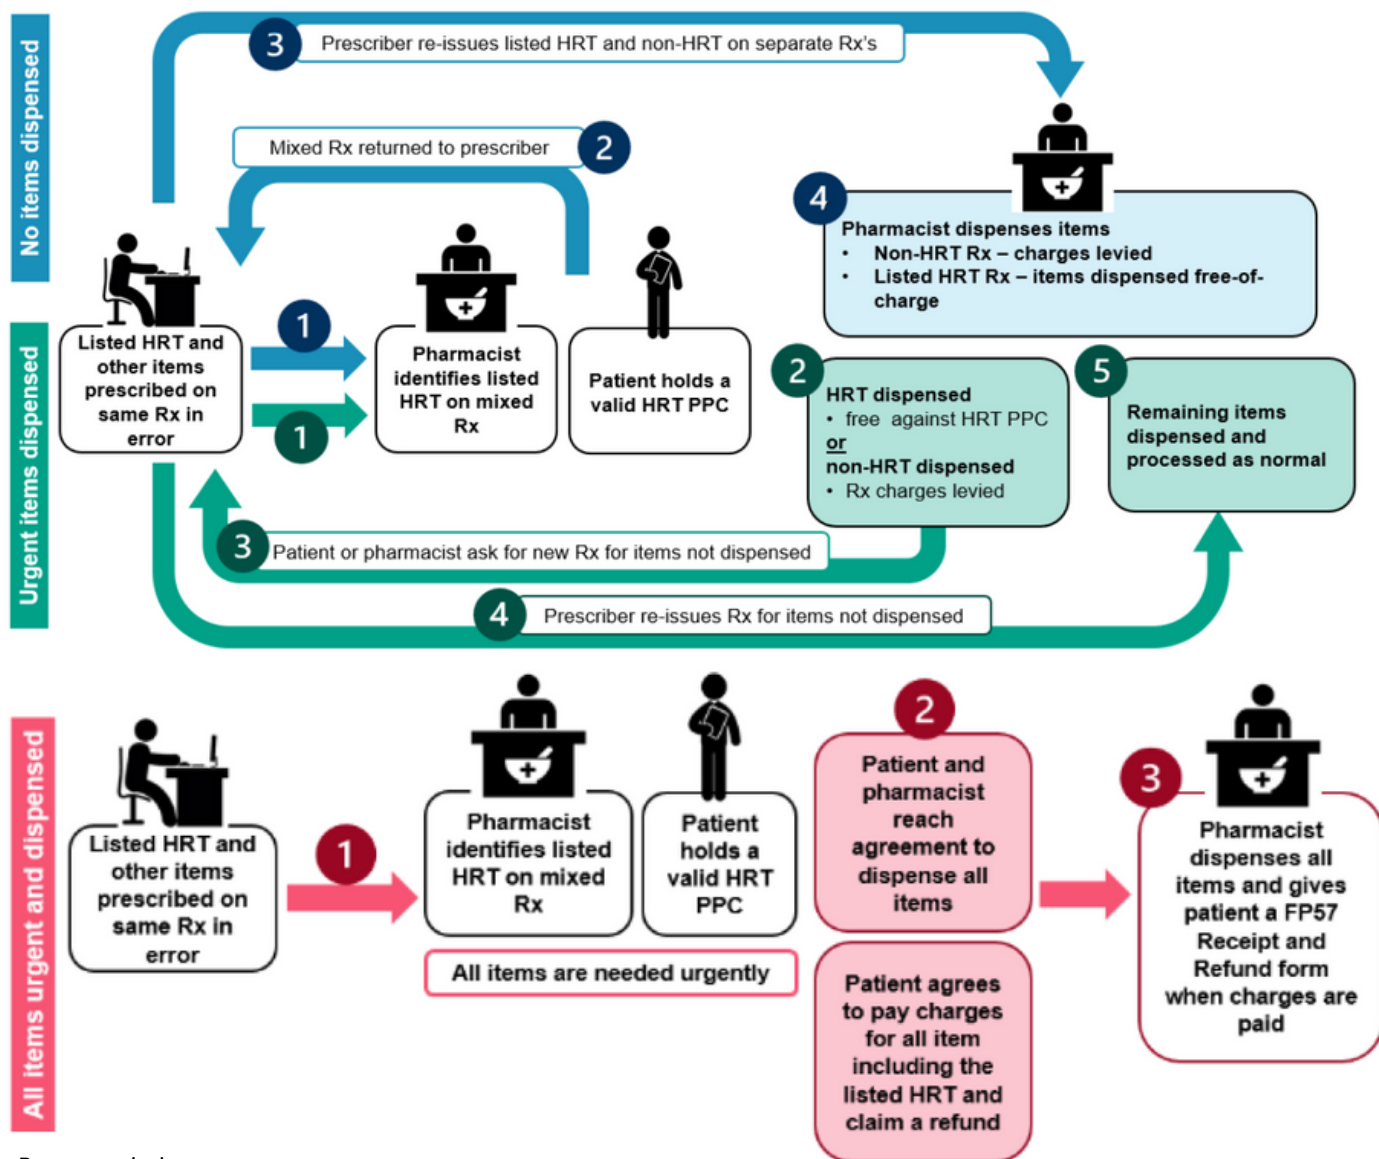 No items dispensed
3
Prescriber re-issues listed HRT and non-HRT on separate Rx's
Mixed Rx returned to prescriber
2
4
Pharmacist dispenses items
• Non-HRT Rx – charges levied
• Listed HRT Rx – items dispensed free-of-
charge
Urgent items dispensed
Listed HRT and
other items
prescribed on
same Rx in
error
1
1
Pharmacist
identifies listed
HRT on mixed
Rx
Patient holds a
valid HRT PPC
2
HRT dispensed
• free against HRT PPC
or
non-HRT dispensed
• Rx charges levied
5
Remaining items
dispensed and
processed as normal
3
Patient or pharmacist ask for new Rx for items not dispensed
4
Prescriber re-issues Rx for items not dispensed
All items urgent and dispensed
Listed HRT and
other items
prescribed on
same Rx in
error
1
Pharmacist
identifies listed
HRT on mixed
Rx
Patient
holds a
valid HRT
PPC
All items are needed urgently
2
Patient and
pharmacist
reach
agreement to
dispense all
items
Patient agrees
to pay charges
for all item
including the
listed HRT and
claim a refund
3
Pharmacist
dispenses all
items and gives
patient a FP57
Receipt and
Refund form
when charges are
paid